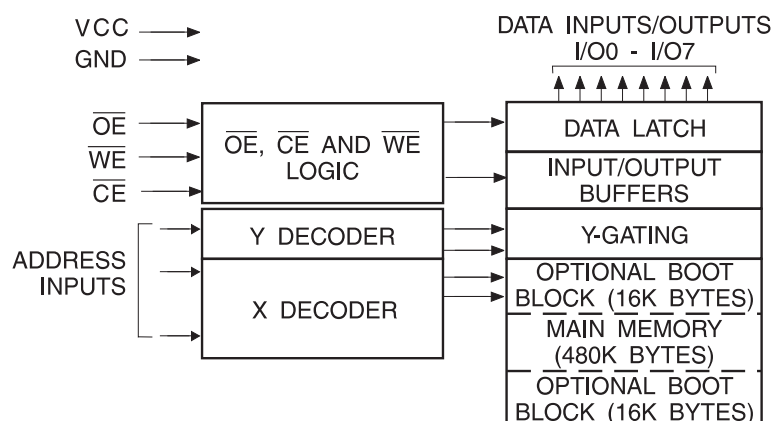 VCC
GND
DATA INPUTS/OUTPUTS
I/O0 - I/O7
OE
WE
CE
OE, CE AND WE
LOGIC
DATA LATCH
INPUT/OUTPUT
BUFFERS
ADDRESS
INPUTS
Y DECODER
Y-GATING
X DECODER
OPTIONAL BOOT
BLOCK (16K BYTES)
MAIN MEMORY
(480K BYTES)
OPTIONAL BOOT
BLOCK (16K BYTES)